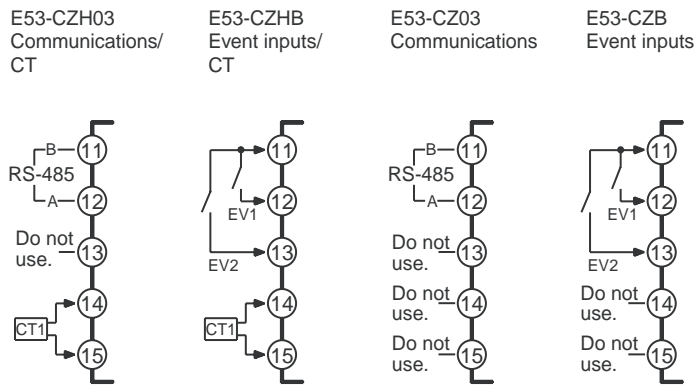 E53-CZH03
Communications/
CT
B
11
RS-485
A
12
Do not
use.
13
14
CT1
15
E53-CZHB
Event inputs/
CT
11
12
EV1
13
EV2
14
CT1
15
E53-CZ03
Communications
B
11
RS-485
A
12
Do not
use.
13
Do not
use.
14
Do not
use.
15
E53-CZB
Event inputs
11
12
EV1
13
EV2
Do not
use.
14
Do not
use.
15